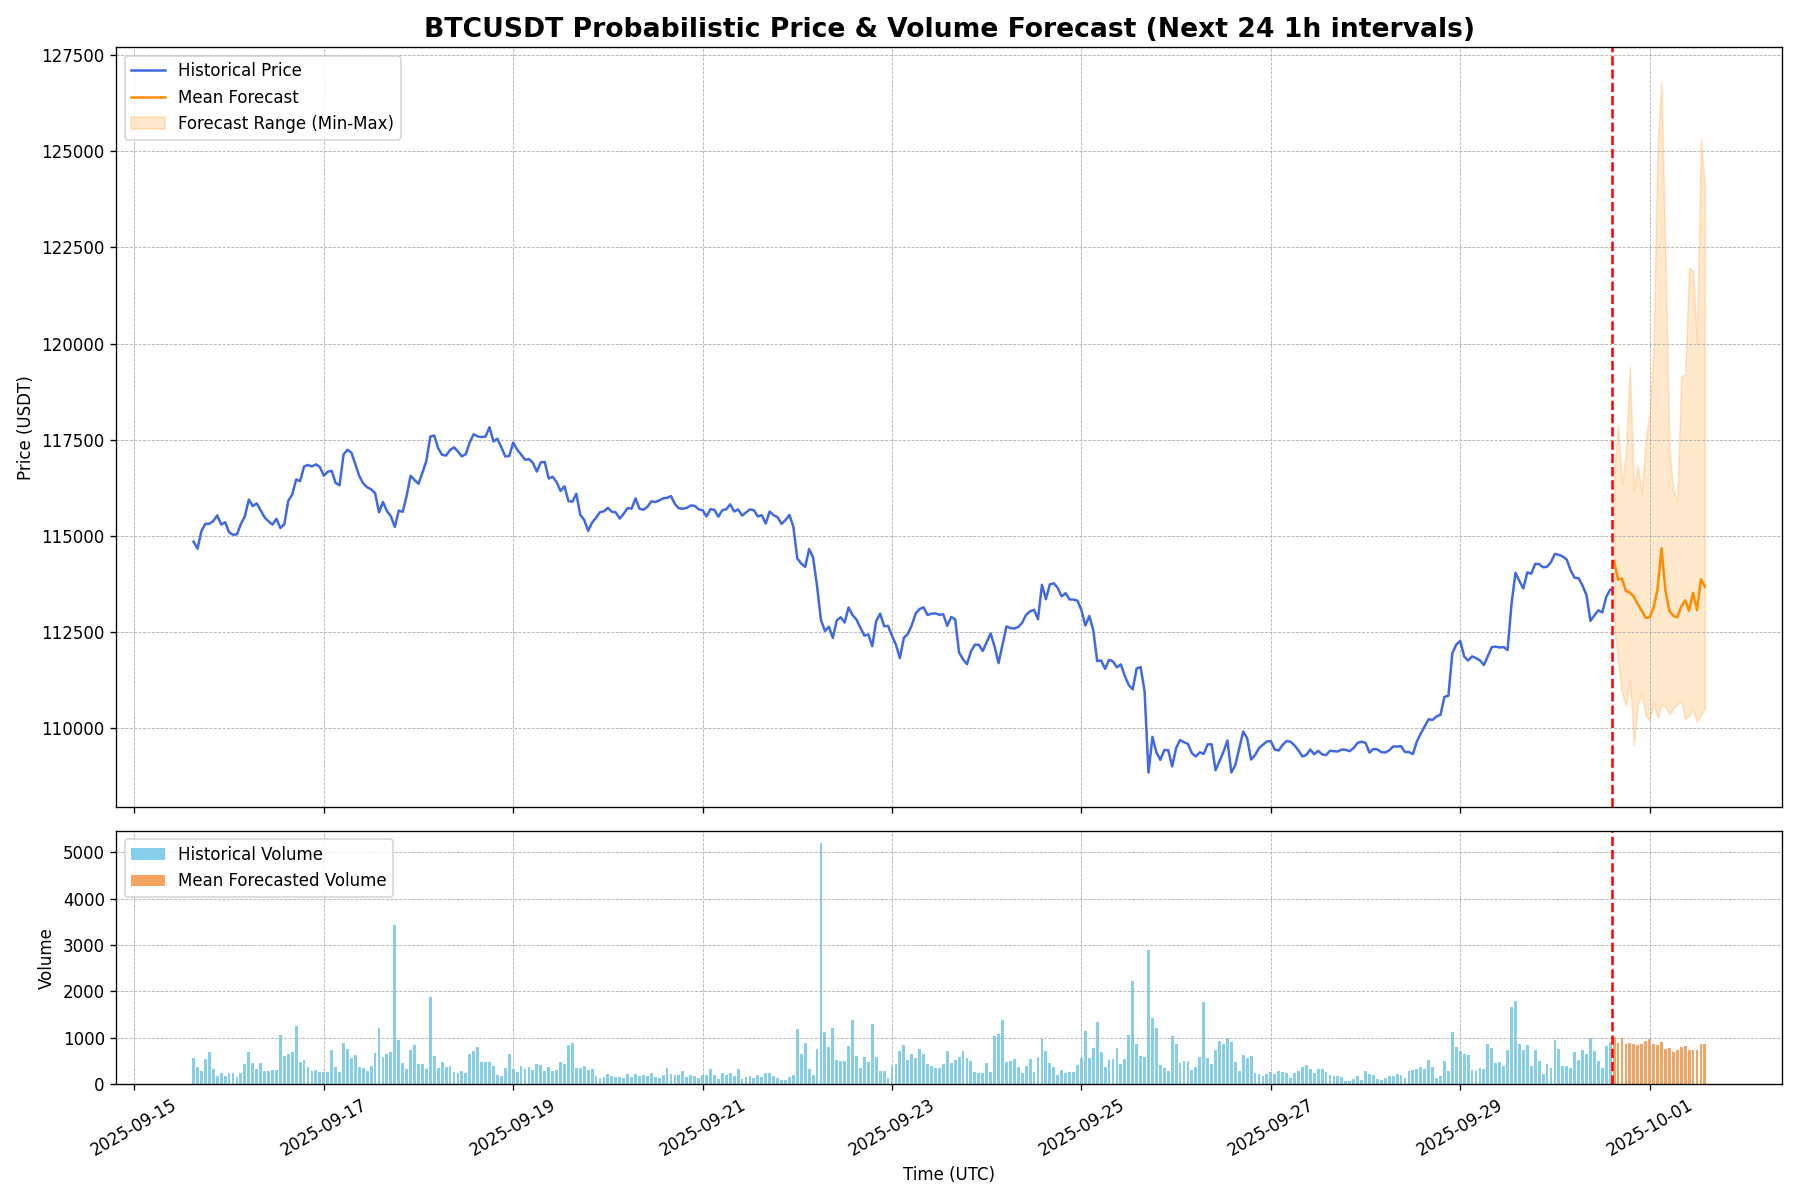 BTCUSDT Probabilistic Price & Volume Forecast (Next 24 1h intervals)
Historical Price
Mean Forecast
Forecast Range (Min-Max)
127500
125000
122500
120000
117500
115000
112500
110000
Price (USDT)
Historical Volume
Mean Forecasted Volume
5000
4000
3000
2000
1000
0
Volume
2025-09-15
2025-09-17
2025-09-19
2025-09-21
2025-09-23
2025-09-25
2025-09-27
2025-09-29
2025-10-01
Time (UTC)